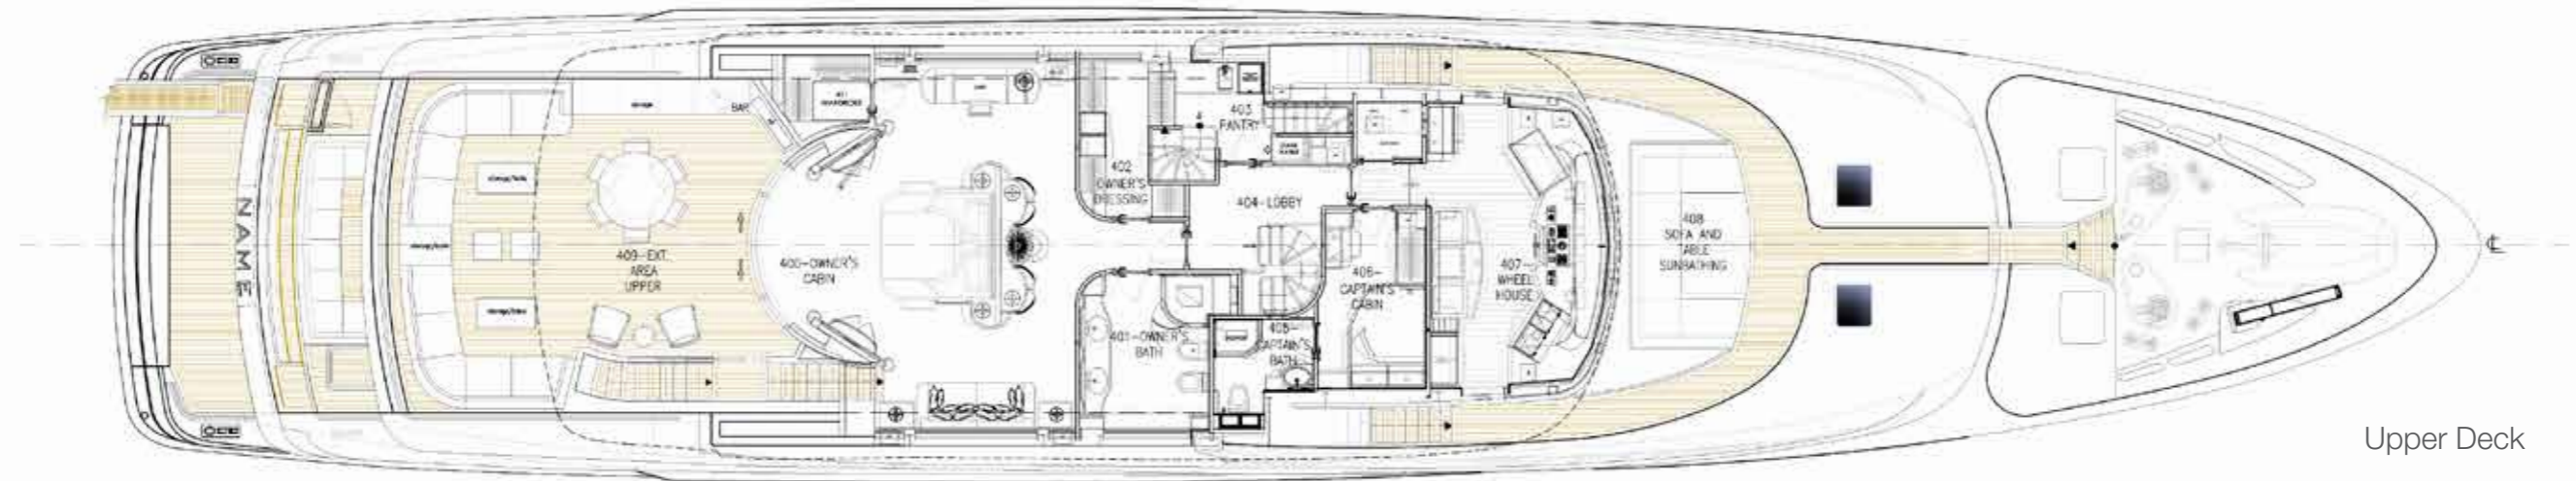 NAME
BAR
409-EXT.
AREA
UPPER
400-OWNER'S
CABIN
402
OWNER'S
DRESSING
403
PANTRY
404-LOBBY
401-OWNER'S
BATH
405-
CAPTAIN'S
BATH
406-
CAPTAIN'S
CABIN
407-
WHEEL
HOUSE
408
SOFA AND
TABLE
SUNBATHING
Upper Deck